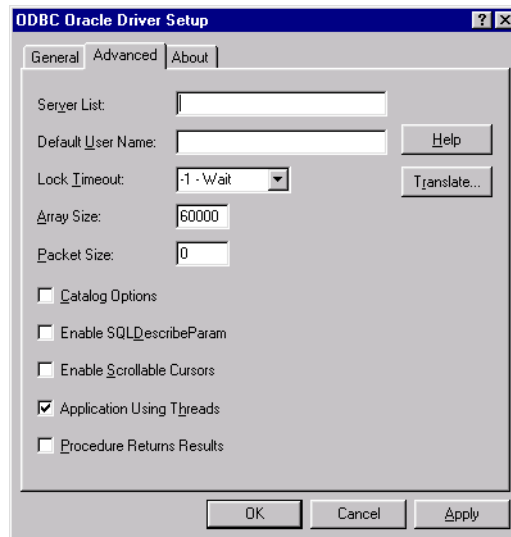 ODBC Oracle Driver Setup
General Advanced About
Server List:
Default User Name: Help
Lock Timeout: -1 - Wait Translate...
Array Size: 60000
Packet Size: 0
Catalog Options
Enable SQLDescribeParam
Enable Scrollable Cursors
Application Using Threads
Procedure Returns Results
OK Cancel Apply